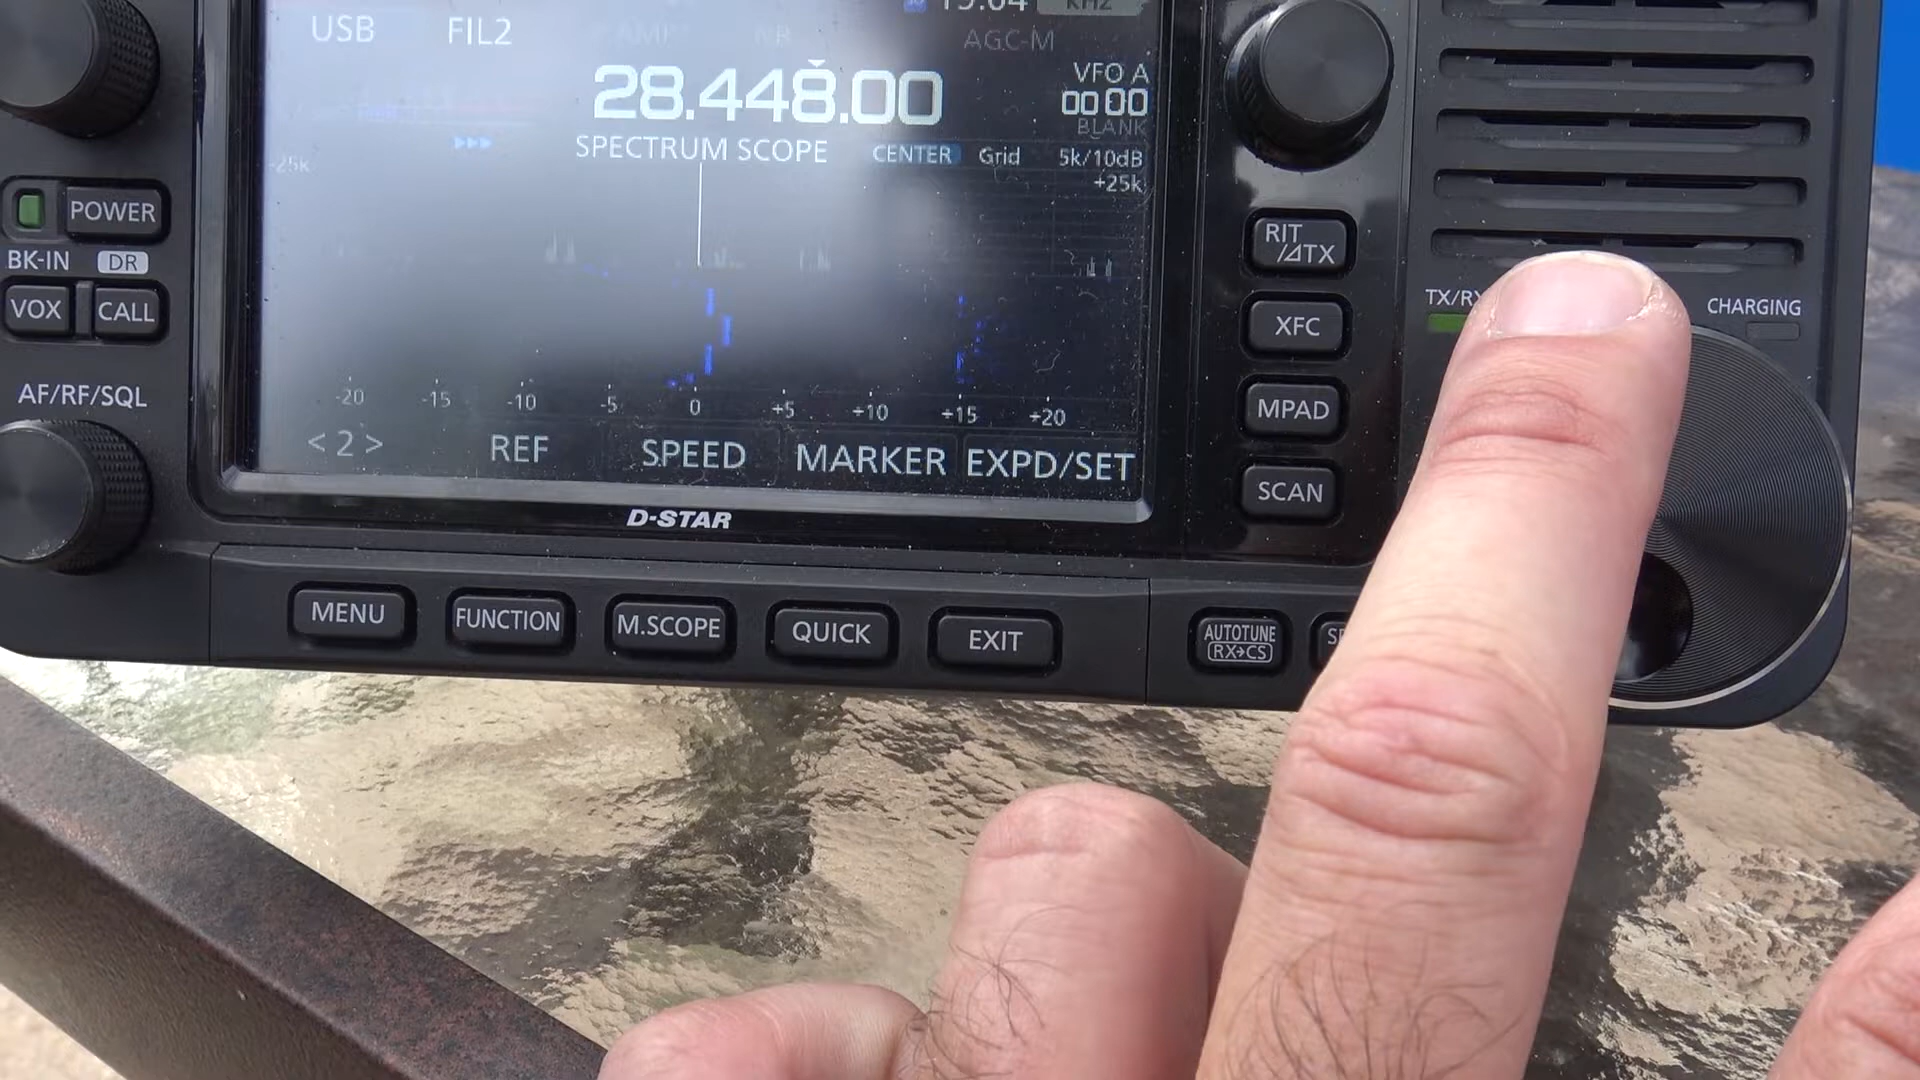 USB FIL2
AGC-M
28.448.00
VFO A
00 00
BLANK
SPECTRUM SCOPE CENTER Grid 5k/10dB
-25k +25k
POWER
BK-IN DR
VOX CALL
AF/RF/SQL
-20 -15 -10 -5 0 +5 +10 +15 +20
< 2 > REF SPEED MARKER EXPD/SET
D-STAR
RIT
/⊿TX
XFC
MPAD
SCAN
TX/RX CHARGING
MENU FUNCTION M.SCOPE QUICK EXIT
AUTOTUNE
RX→CS